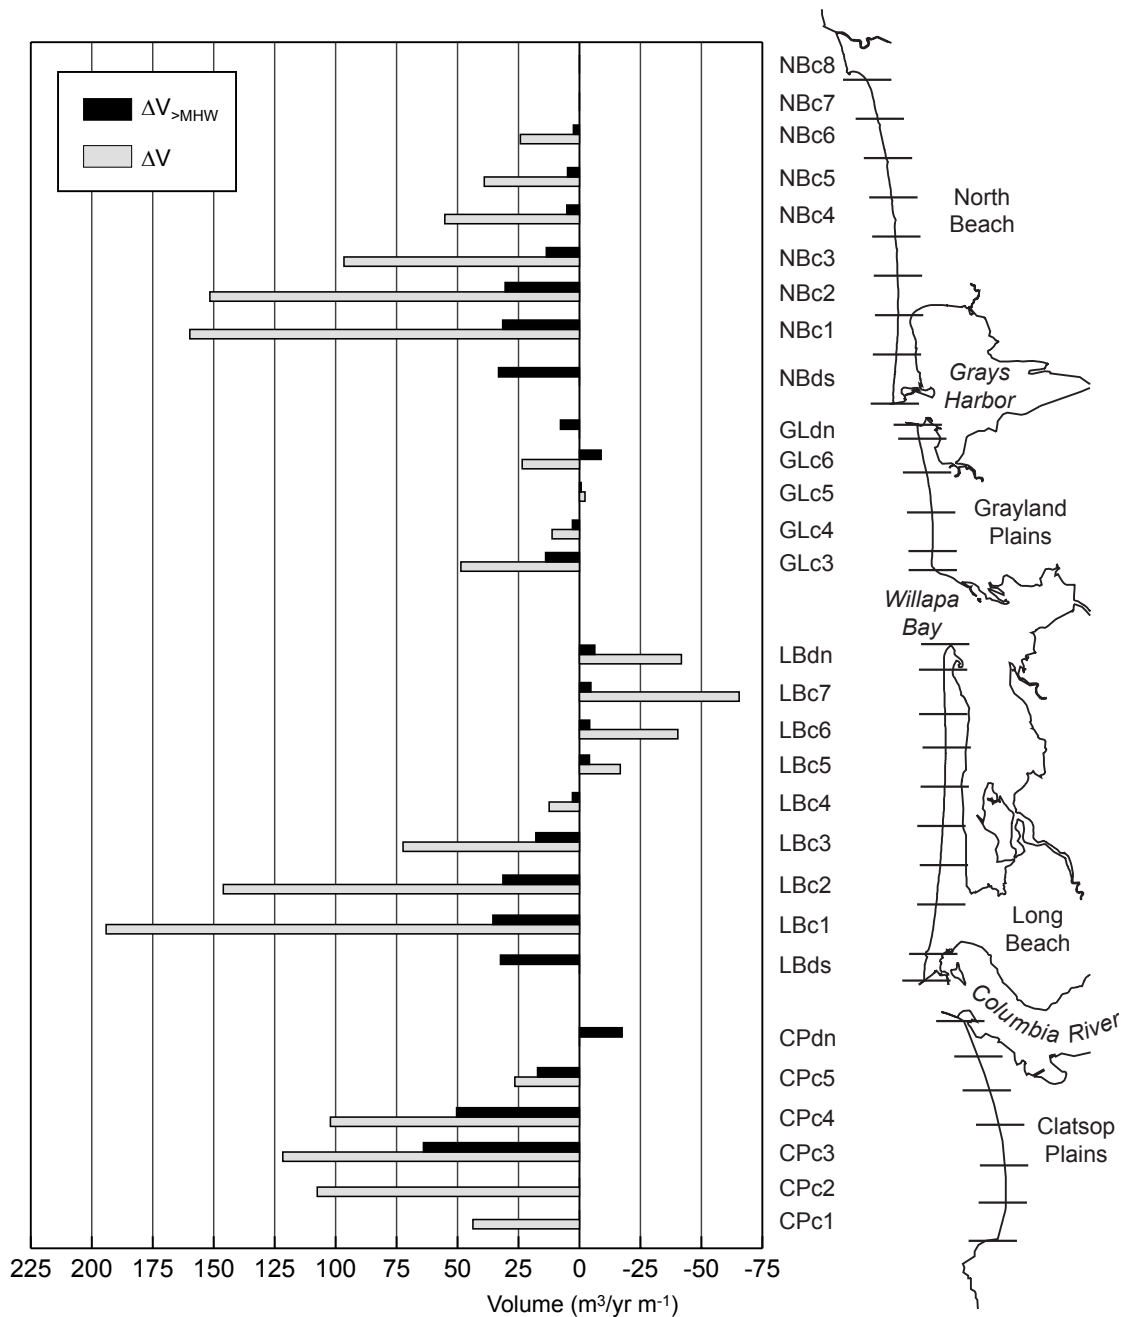 ΔV>MHW
ΔV
NBc8
NBc7
NBc6
NBc5
NBc4
NBc3
NBc2
NBc1
NBds
GLdn
GLc6
GLc5
GLc4
GLc3
LBdn
LBc7
LBc6
LBc5
LBc4
LBc3
LBc2
LBc1
LBds
CPdn
CPc5
CPc4
CPc3
CPc2
CPc1
North
Beach
Grays
Harbor
Grayland
Plains
Willapa
Bay
Long
Beach
Columbia River
Clatsop
Plains
225 200 175 150 125 100 75 50 25 0 -25 -50 -75
Volume (m³/yr m⁻¹)